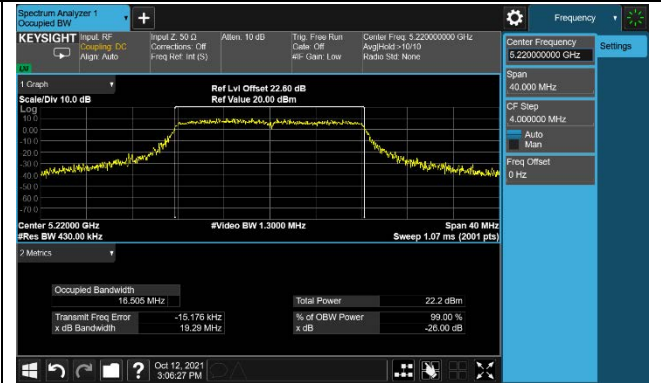 Spectrum Analyzer 1
Occupied BW
+
Frequency
KEYSIGHT
Input: RF
Coupling: DC
Align: Auto
Input Z: 50 Ω
Corrections: Off
Freq Ref: Int (S)
Atten: 10 dB
Trig: Free Run
Gate: Off
#IF Gain: Low
Center Freq: 5.220000000 GHz
Avg|Hold:>10/10
Radio Std: None
Center Frequency
5.220000000 GHz
Settings
Span
40.000 MHz
CF Step
4.000000 MHz
Auto
Man
Freq Offset
0 Hz
1 Graph
Scale/Div 10.0 dB
Ref Lvl Offset 22.60 dB
Ref Value 20.00 dBm
Log
10.0
0.00
-10.0
-20.0
-30.0
-40.0
-50.0
-60.0
-70.0
Center 5.22000 GHz
#Video BW 1.3000 MHz
Span 40 MHz
#Res BW 430.00 kHz
Sweep 1.07 ms (2001 pts)
2 Metrics
Occupied Bandwidth
16.505 MHz
Total Power
22.2 dBm
Transmit Freq Error
-15.176 kHz
% of OBW Power
99.00 %
x dB Bandwidth
19.29 MHz
x dB
-26.00 dB
?
Oct 12, 2021
3:06:27 PM